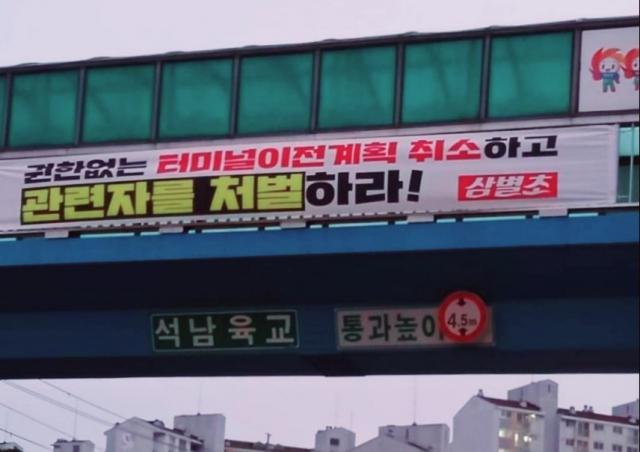 권한없는 터미널이전계획 취소하고
관련자를 처벌하라! 삼별초
석남육교 통과높이 4.5m